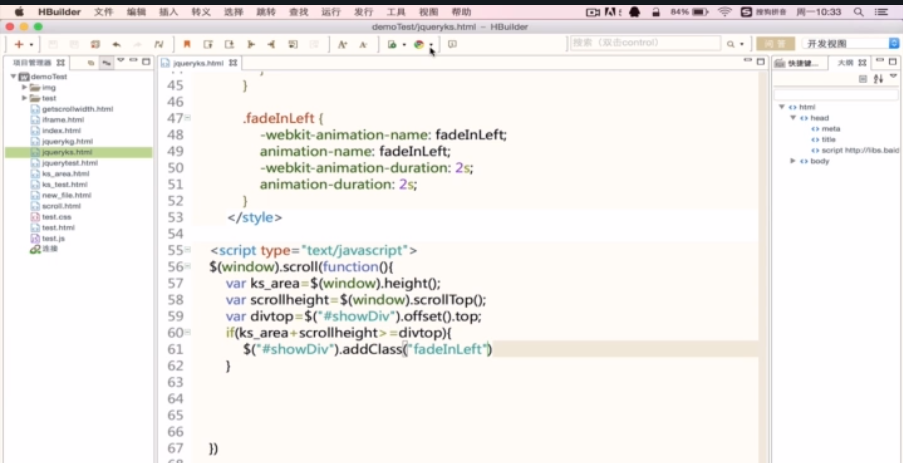 HBuilder 文件 编辑 插入 转义 选择 跳转 查找 运行 发行 工具 视图 帮助 84% 搜狗拼音 周一10:33
demoTest/jqueryks.html - HBuilder
搜索（双击control） 开发视图
项目管理器
jqueryks.html
快捷键... 大纲
demoTest
img
test
getscrollwidth.html
iframe.html
index.html
jquerykg.html
jqueryks.html
jquerytest.html
ks_area.html
ks_test.html
new_file.html
scroll.html
test.css
test.html
test.js
连接
45 }
46
47 .fadeInLeft {
48 -webkit-animation-name: fadeInLeft;
49 animation-name: fadeInLeft;
50 -webkit-animation-duration: 2s;
51 animation-duration: 2s;
52 }
53 </style>
54
55 <script type="text/javascript">
56 $(window).scroll(function(){
57 var ks_area=$(window).height();
58 var scrollheight=$(window).scrollTop();
59 var divtop=$("#showDiv").offset().top;
60 if(ks_area+scrollheight>=divtop){
61 $("#showDiv").addClass("fadeInLeft")
62 }
63
64
65
66
67 })
html
head
meta
title
script http://libs.baid
body